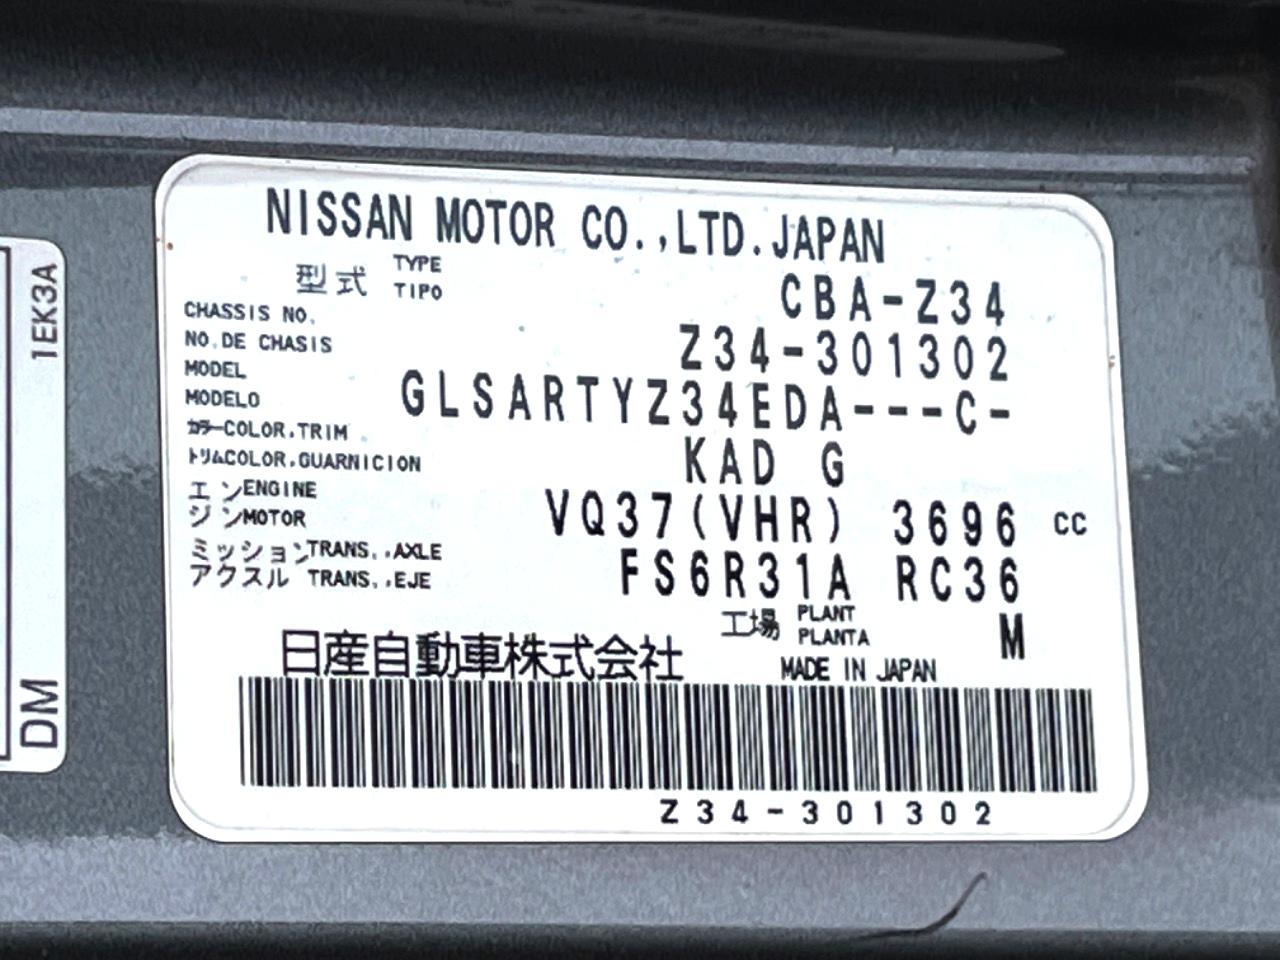 NISSAN MOTOR CO.,LTD.JAPAN
型式 TYPE TIPO CBA-Z34
CHASSIS NO.
NO.DE CHASIS Z34-301302
MODEL
MODELO GLSARTYZ34EDA---C-
カラーCOLOR.TRIM
トリムCOLOR.GUARNICION KAD G
エンENGINE
ジンMOTOR VQ37(VHR) 3696 cc
ミッションTRANS..AXLE
アクスル TRANS..EJE FS6R31A RC36
工場 PLANT PLANTA M
日産自動車株式会社 MADE IN JAPAN
Z34-301302
1EK3A
DM